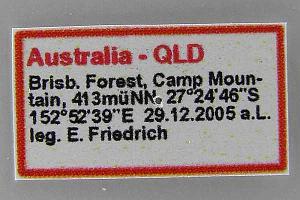 Australia - QLD
Brisb. Forest, Camp Moun-
tain, 413müNN, 27°24'46"S
152°52'39"E 29.12.2005 a.L.
leg. E. Friedrich